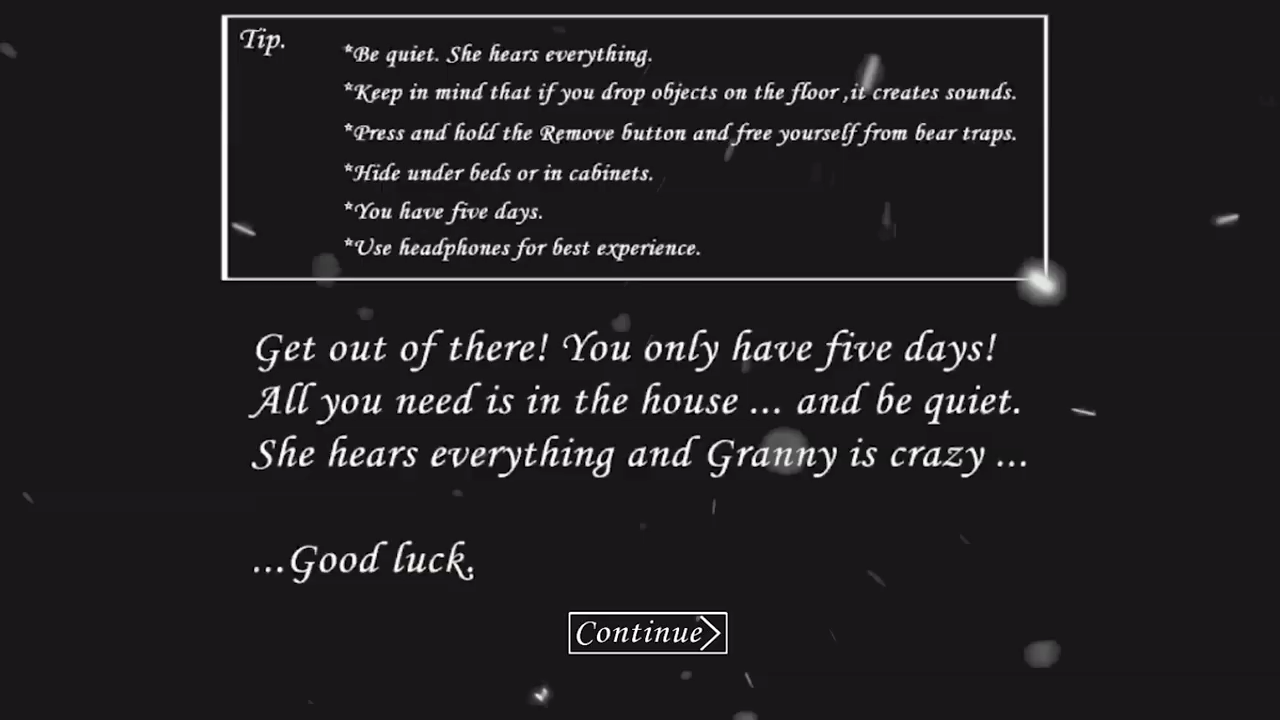 Tip.
*Be quiet. She hears everything.
*Keep in mind that if you drop objects on the floor ,it creates sounds.
*Press and hold the Remove button and free yourself from bear traps.
*Hide under beds or in cabinets.
*You have five days.
*Use headphones for best experience.
Get out of there! You only have five days!
All you need is in the house ... and be quiet.
She hears everything and Granny is crazy ...
...Good luck.
Continue>